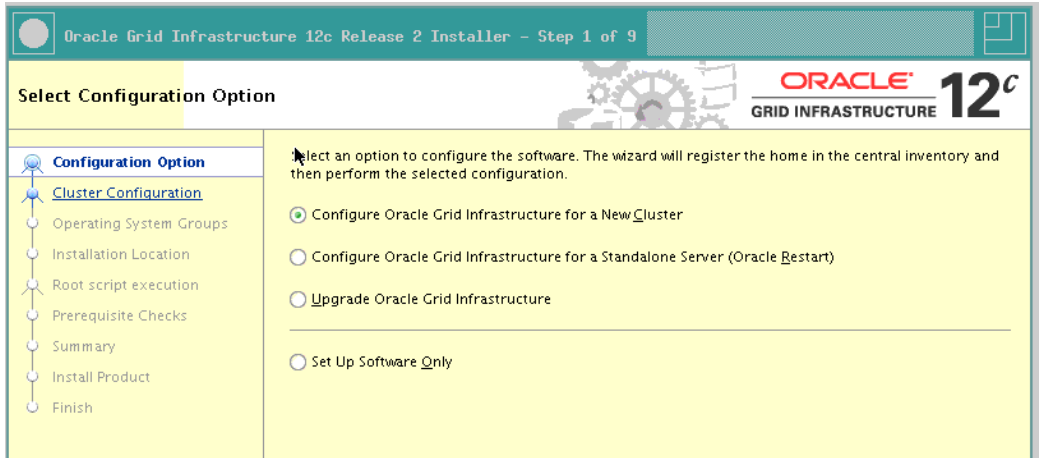 Oracle Grid Infrastructure 12c Release 2 Installer - Step 1 of 9
Select Configuration Option
ORACLE
GRID INFRASTRUCTURE
12c
Configuration Option
Cluster Configuration
Operating System Groups
Installation Location
Root script execution
Prerequisite Checks
Summary
Install Product
Finish
Select an option to configure the software. The wizard will register the home in the central inventory and
then perform the selected configuration.
Configure Oracle Grid Infrastructure for a New Cluster
Configure Oracle Grid Infrastructure for a Standalone Server (Oracle Restart)
Upgrade Oracle Grid Infrastructure
Set Up Software Only